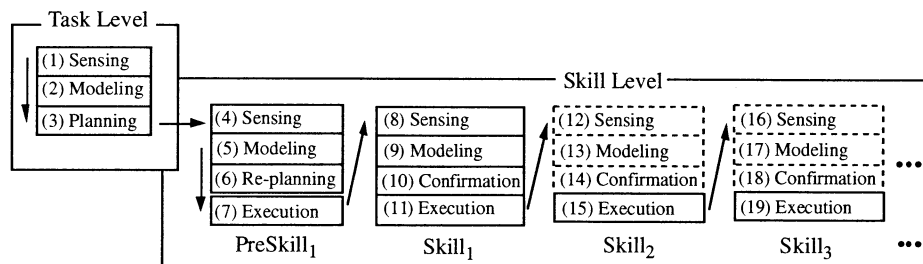 Task Level
(1) Sensing
(2) Modeling
(3) Planning
Skill Level
(4) Sensing
(5) Modeling
(6) Re-planning
(7) Execution
PreSkill1
(8) Sensing
(9) Modeling
(10) Confirmation
(11) Execution
Skill1
(12) Sensing
(13) Modeling
(14) Confirmation
(15) Execution
Skill2
(16) Sensing
(17) Modeling
(18) Confirmation
(19) Execution
Skill3
•••
•••